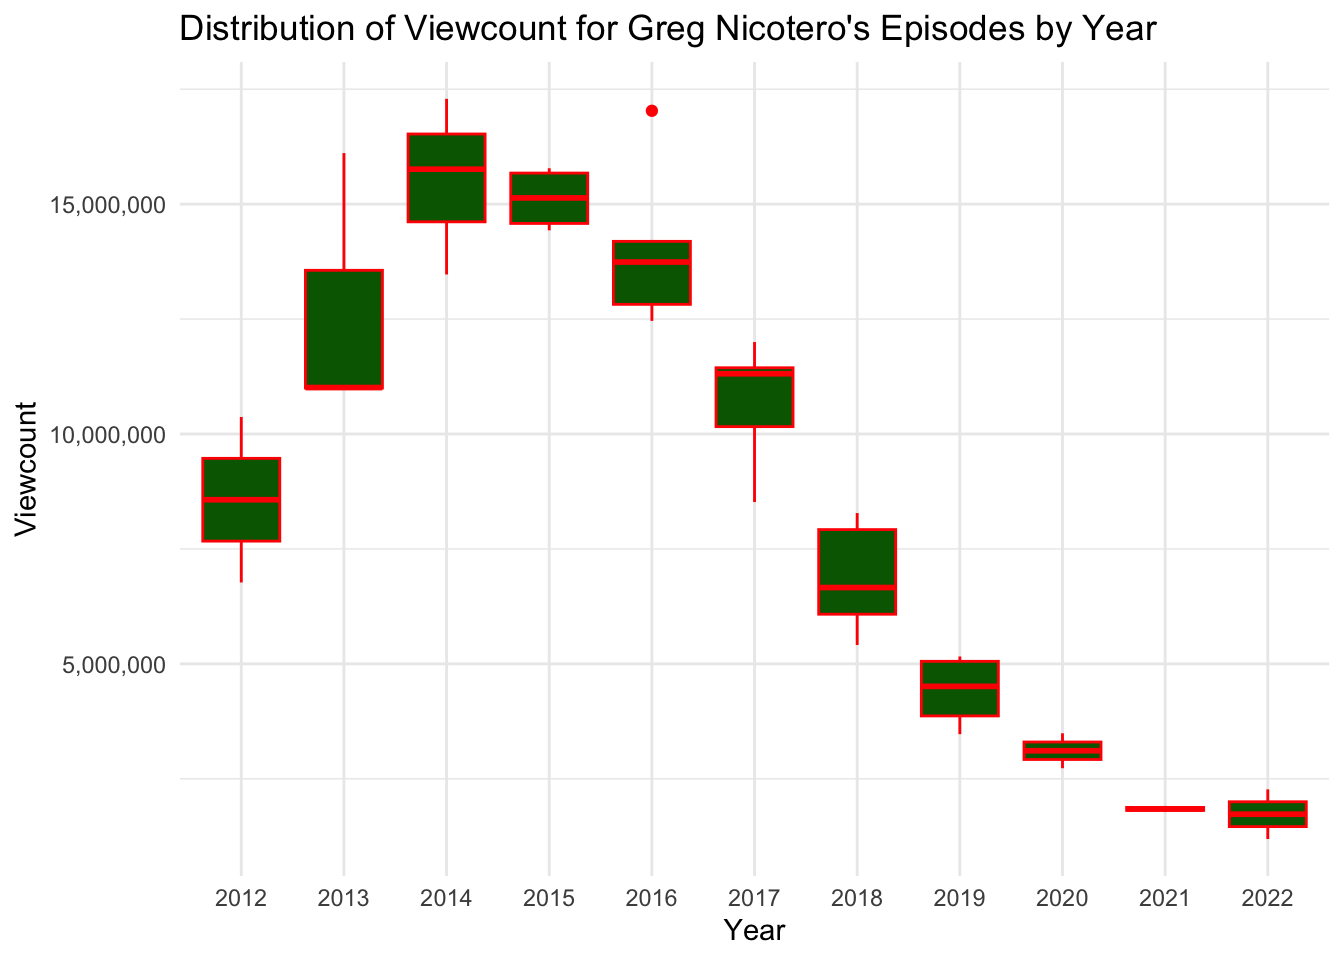 Distribution of Viewcount for Greg Nicotero's Episodes by Year
Viewcount
15,000,000
10,000,000
5,000,000
2012 2013 2014 2015 2016 2017 2018 2019 2020 2021 2022
Year